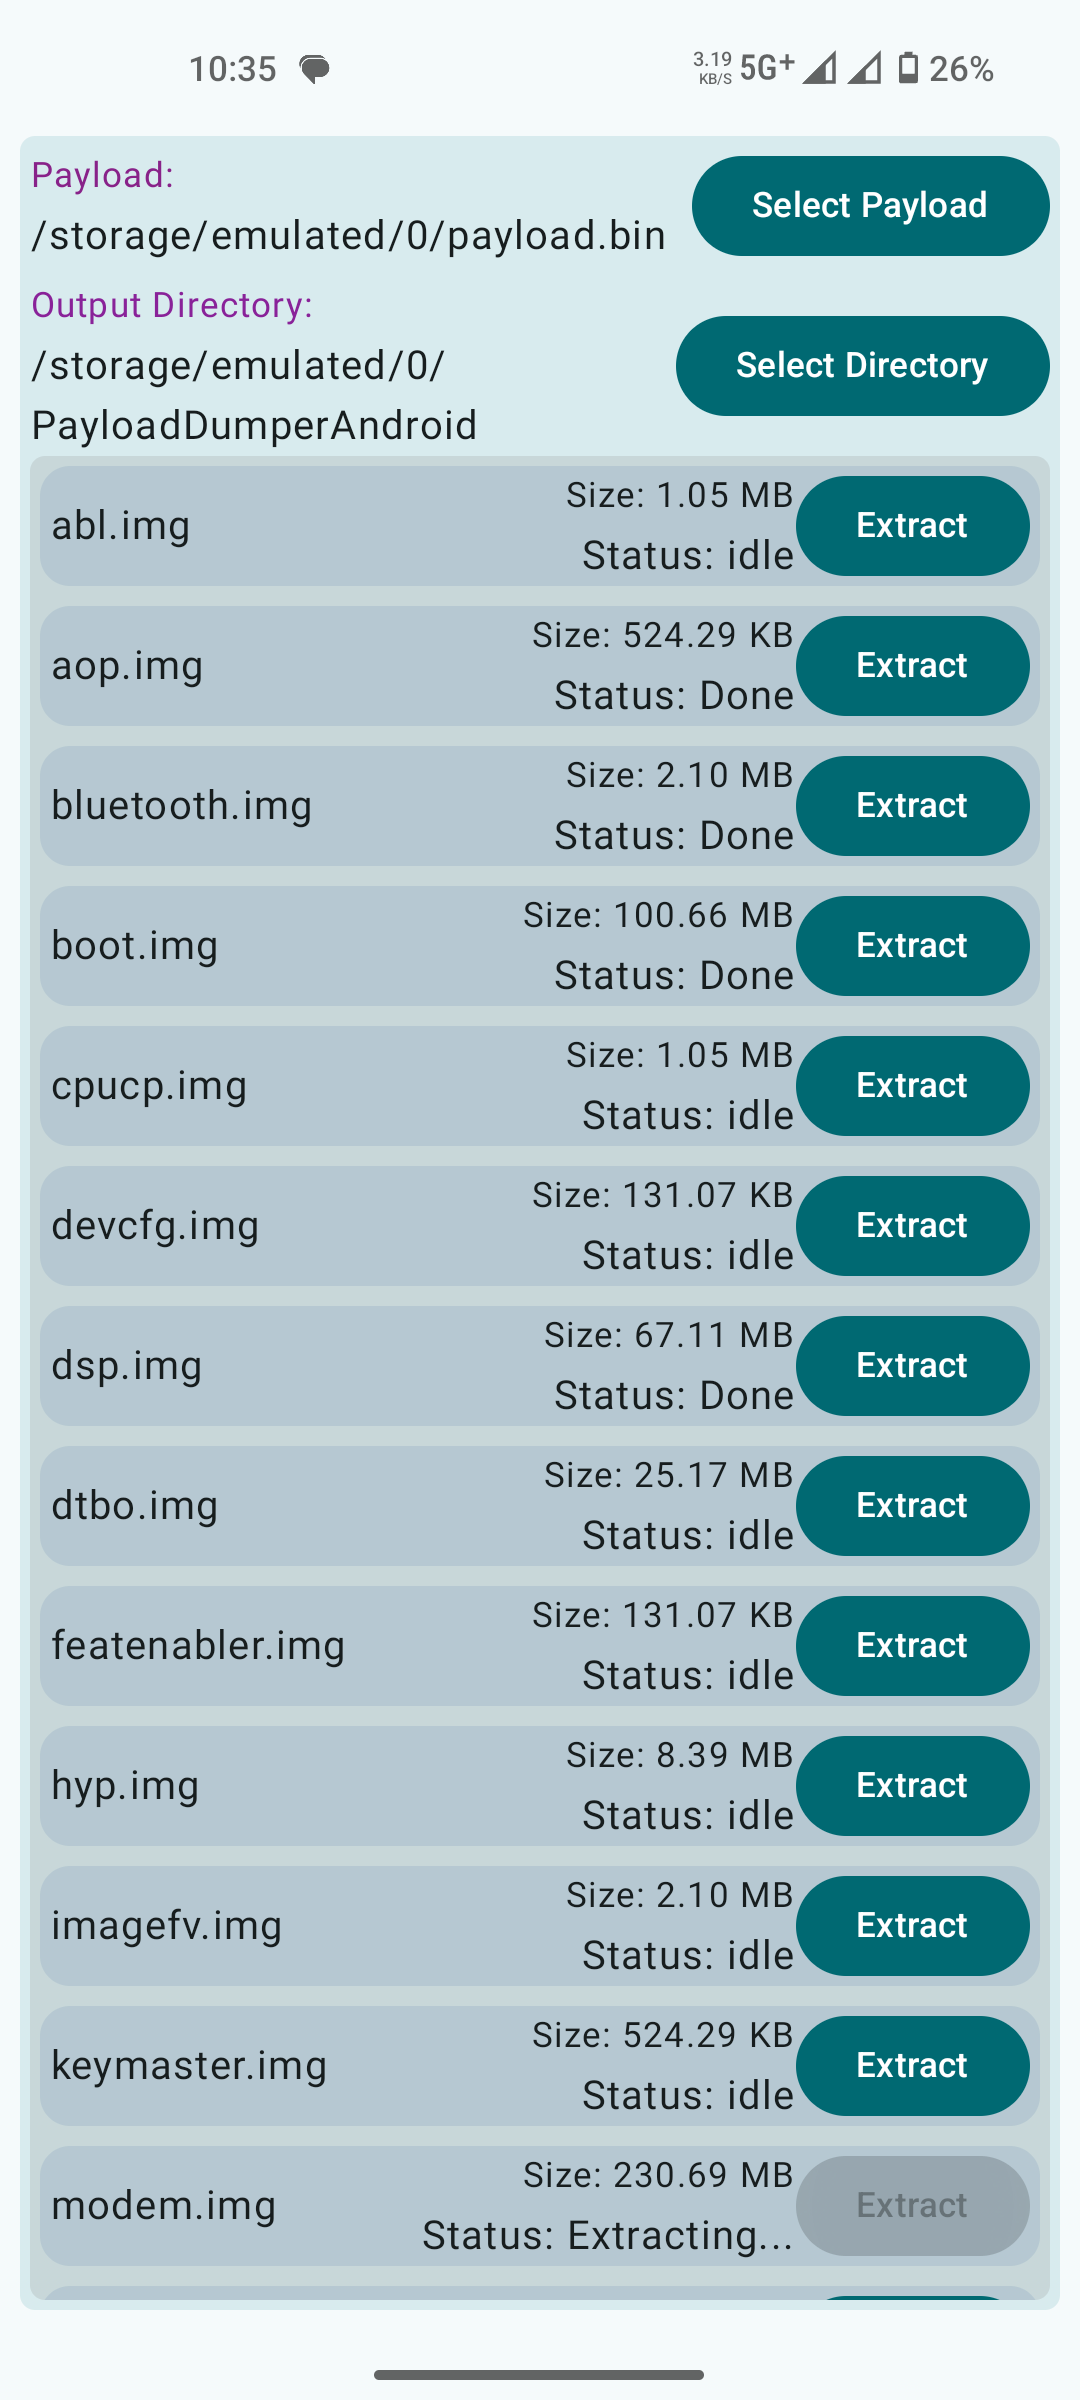 10:35
3.19 KB/S 5G+ 26%
Payload:
/storage/emulated/0/payload.bin
Select Payload
Output Directory:
/storage/emulated/0/
PayloadDumperAndroid
Select Directory
abl.img
Size: 1.05 MB
Status: idle
Extract
aop.img
Size: 524.29 KB
Status: Done
Extract
bluetooth.img
Size: 2.10 MB
Status: Done
Extract
boot.img
Size: 100.66 MB
Status: Done
Extract
cpucp.img
Size: 1.05 MB
Status: idle
Extract
devcfg.img
Size: 131.07 KB
Status: idle
Extract
dsp.img
Size: 67.11 MB
Status: Done
Extract
dtbo.img
Size: 25.17 MB
Status: idle
Extract
featenabler.img
Size: 131.07 KB
Status: idle
Extract
hyp.img
Size: 8.39 MB
Status: idle
Extract
imagefv.img
Size: 2.10 MB
Status: idle
Extract
keymaster.img
Size: 524.29 KB
Status: idle
Extract
modem.img
Size: 230.69 MB
Status: Extracting...
Extract